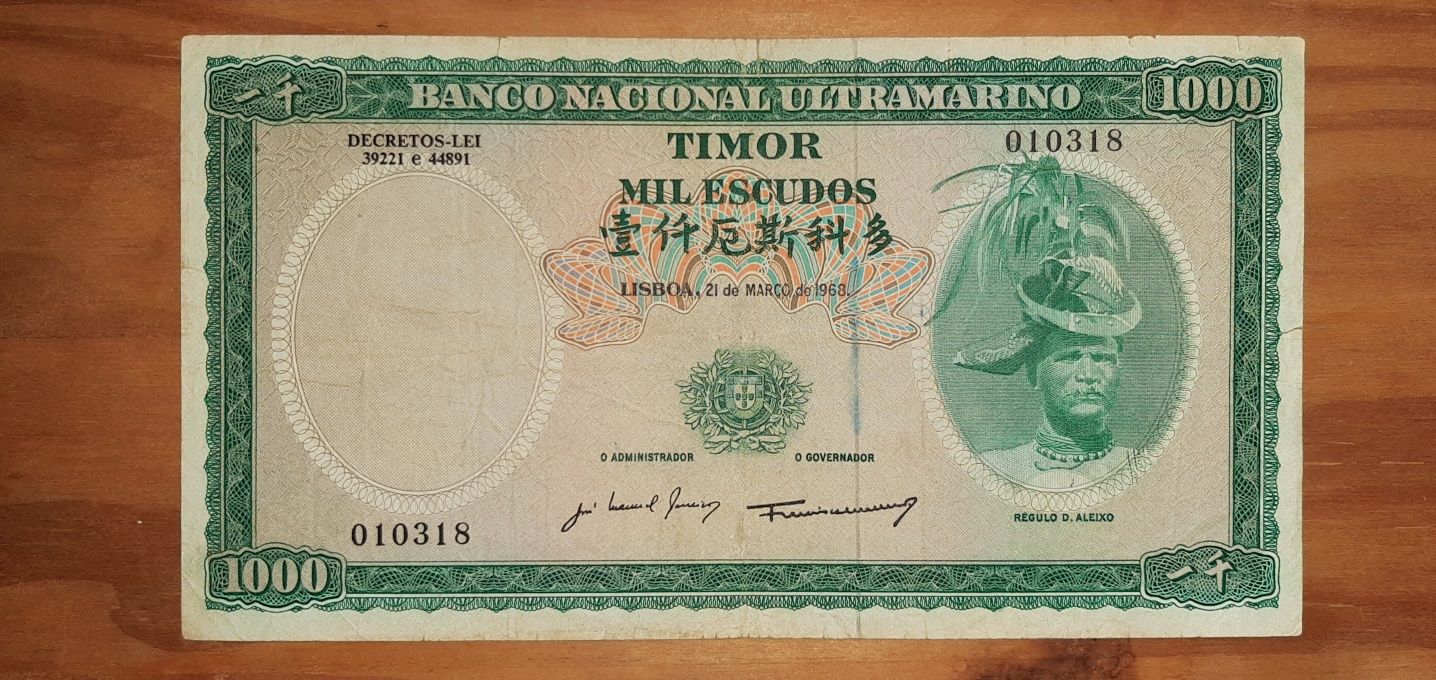 一千 BANCO NACIONAL ULTRAMARINO 1000
DECRETOS-LEI
39221 e 44891
TIMOR
010318
MIL ESCUDOS
壹仟厄斯科多
LISBOA, 21 de MARÇO de 1968.
O ADMINISTRADOR O GOVERNADOR
RÉGULO D. ALEIXO
010318
1000 一千